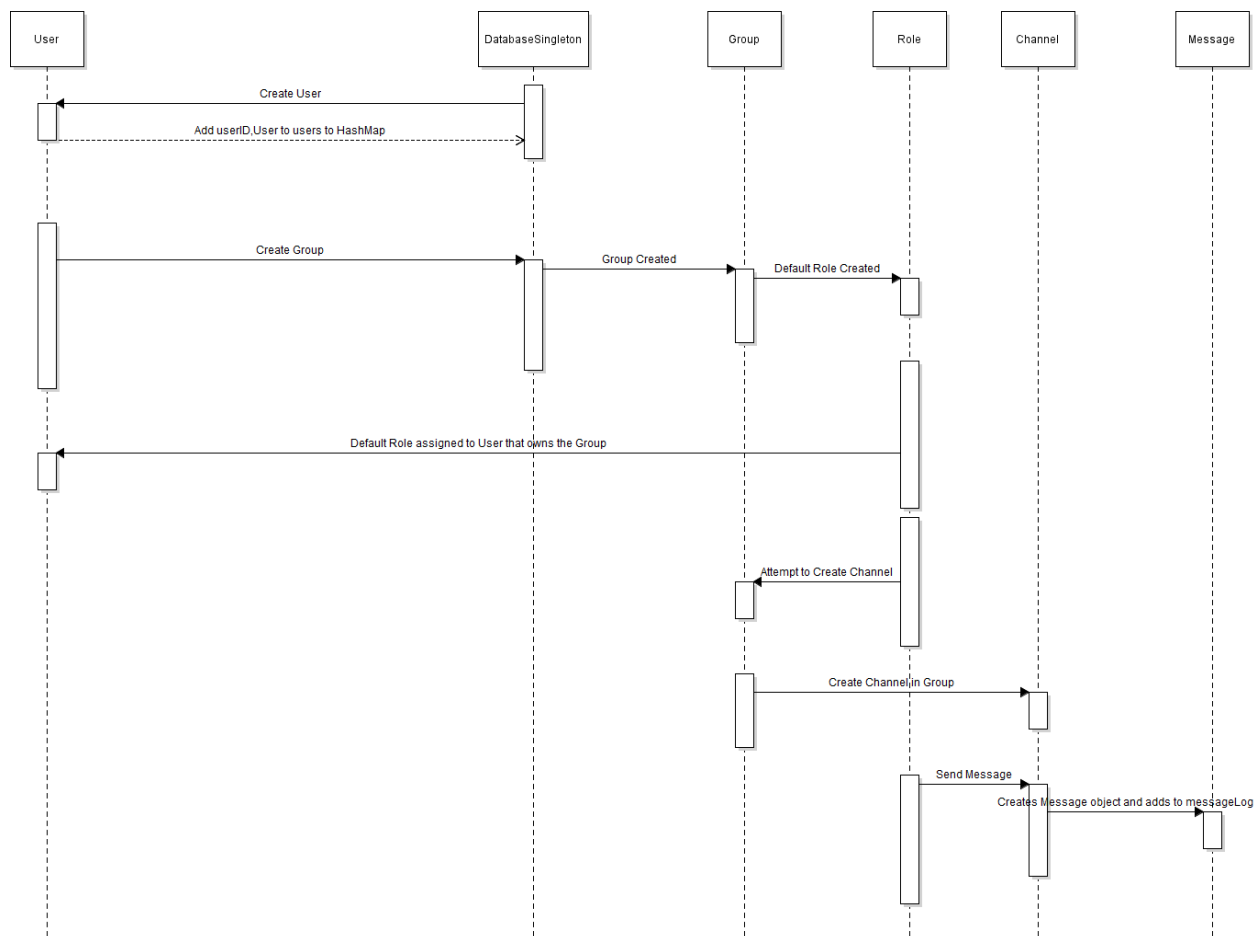 User
DatabaseSingleton
Group
Role
Channel
Message
Create User
Add userID,User to users to HashMap
Create Group
Group Created
Default Role Created
Default Role assigned to User that owns the Group
Attempt to Create Channel
Create Channel in Group
Send Message
Creates Message object and adds to messageLog